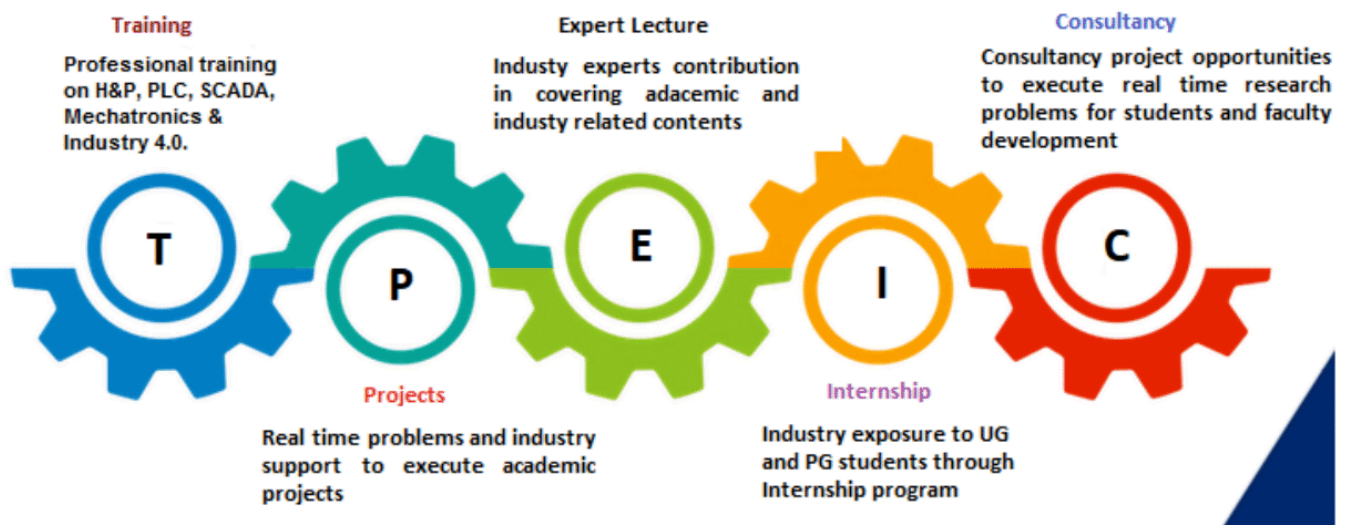 Training
Professional training
on H&P, PLC, SCADA,
Mechatronics &
Industry 4.0.
T
Projects
Real time problems and industry
support to execute academic
projects
P
Expert Lecture
Industy experts contribution
in covering adacemic and
industy related contents
E
Internship
Industry exposure to UG
and PG students through
Internship program
I
Consultancy
Consultancy project opportunities
to execute real time research
problems for students and faculty
development
C